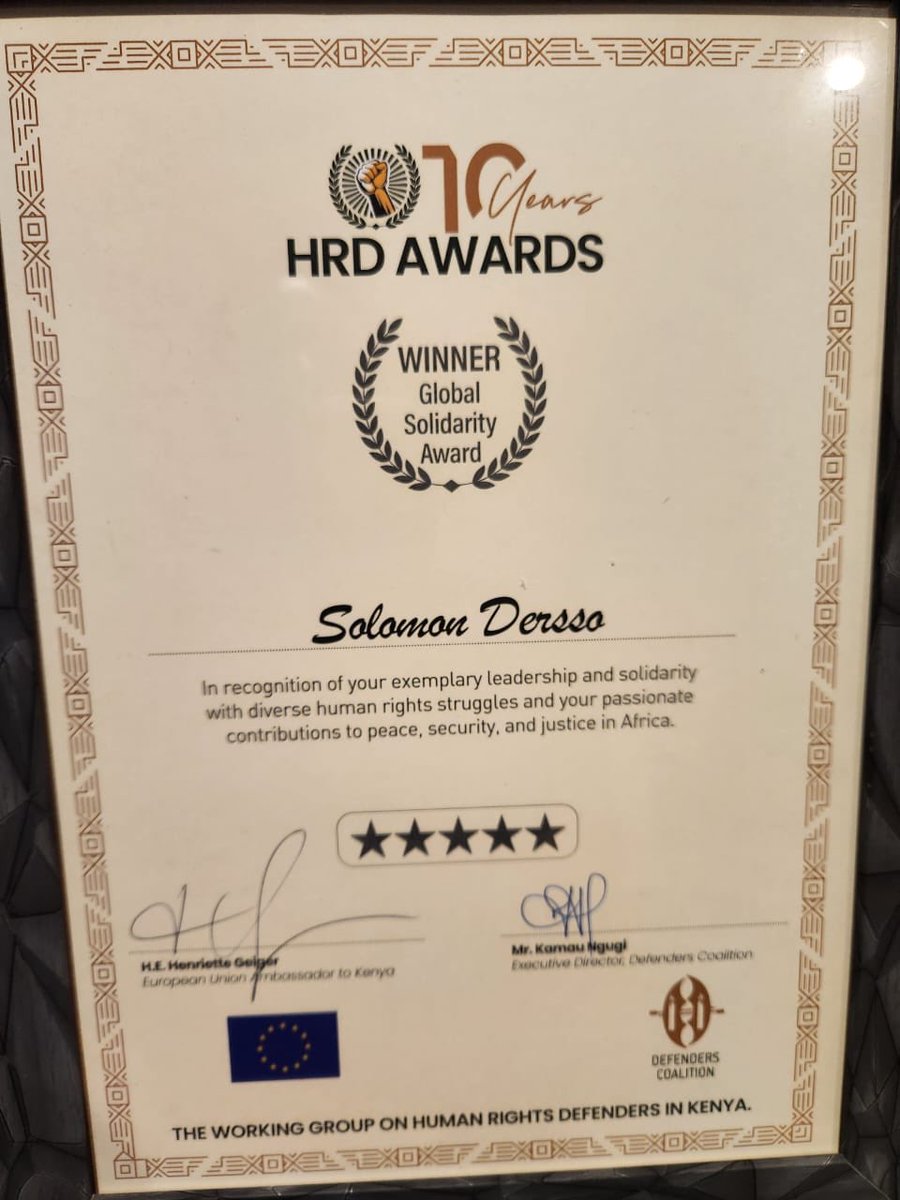 10 Years
HRD AWARDS
WINNER
Global
Solidarity
Award
Solomon Dersso
In recognition of your exemplary leadership and solidarity
with diverse human rights struggles and your passionate
contributions to peace, security, and justice in Africa.
H.E. Henriette Geiger
European Union Ambassador to Kenya
Mr. Kamau Ngugi
Executive Director, Defenders Coalition
DEFENDERS
COALITION
THE WORKING GROUP ON HUMAN RIGHTS DEFENDERS IN KENYA.